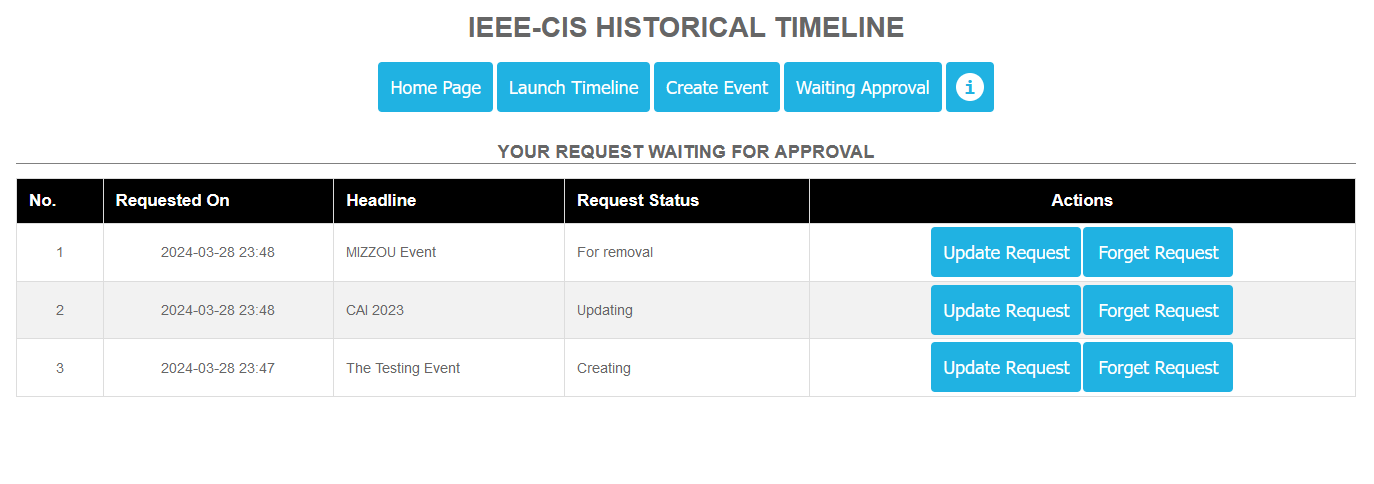 IEEE-CIS HISTORICAL TIMELINE
Home Page Launch Timeline Create Event Waiting Approval i
YOUR REQUEST WAITING FOR APPROVAL
No. Requested On Headline Request Status Actions
1 2024-03-28 23:48 MIZZOU Event For removal Update Request Forget Request
2 2024-03-28 23:48 CAI 2023 Updating Update Request Forget Request
3 2024-03-28 23:47 The Testing Event Creating Update Request Forget Request